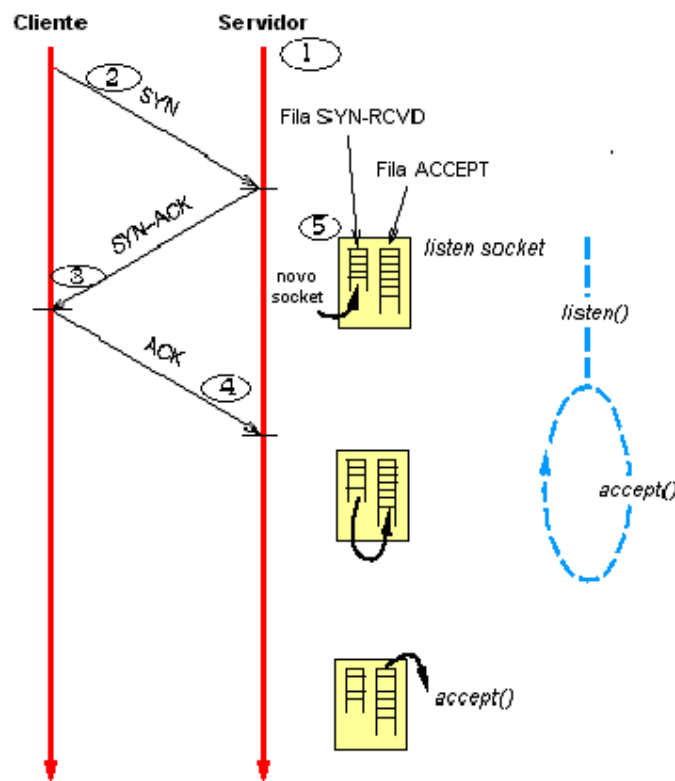 Cliente
Servidor
1
2
SYN
Fila SYN-RCVD
Fila ACCEPT
SYN-ACK
5
listen socket
3
novo
socket
listen()
ACK
4
accept()
accept()